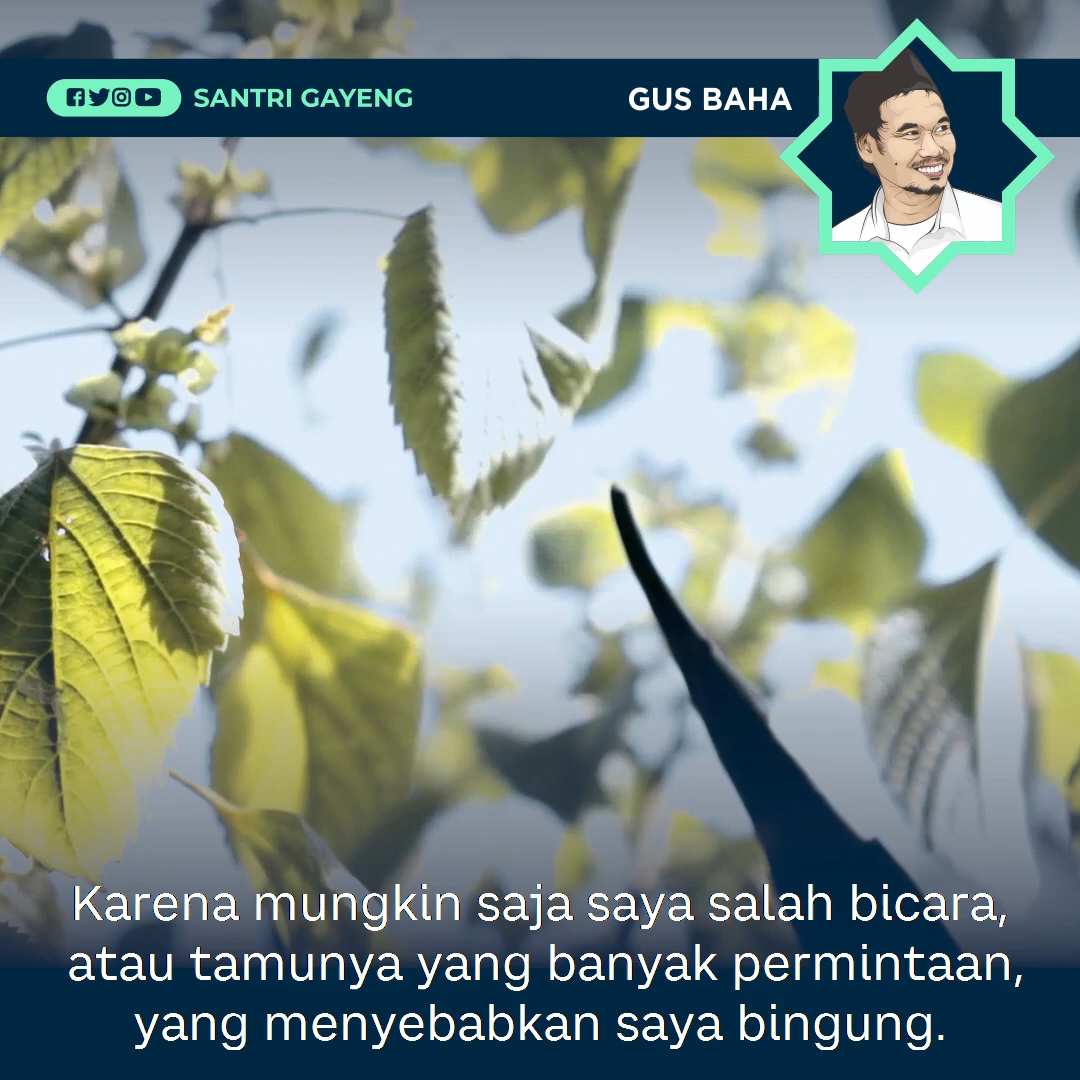 SANTRI GAYENG
GUS BAHA
Karena mungkin saja saya salah bicara,
atau tamunya yang banyak permintaan,
yang menyebabkan saya bingung.